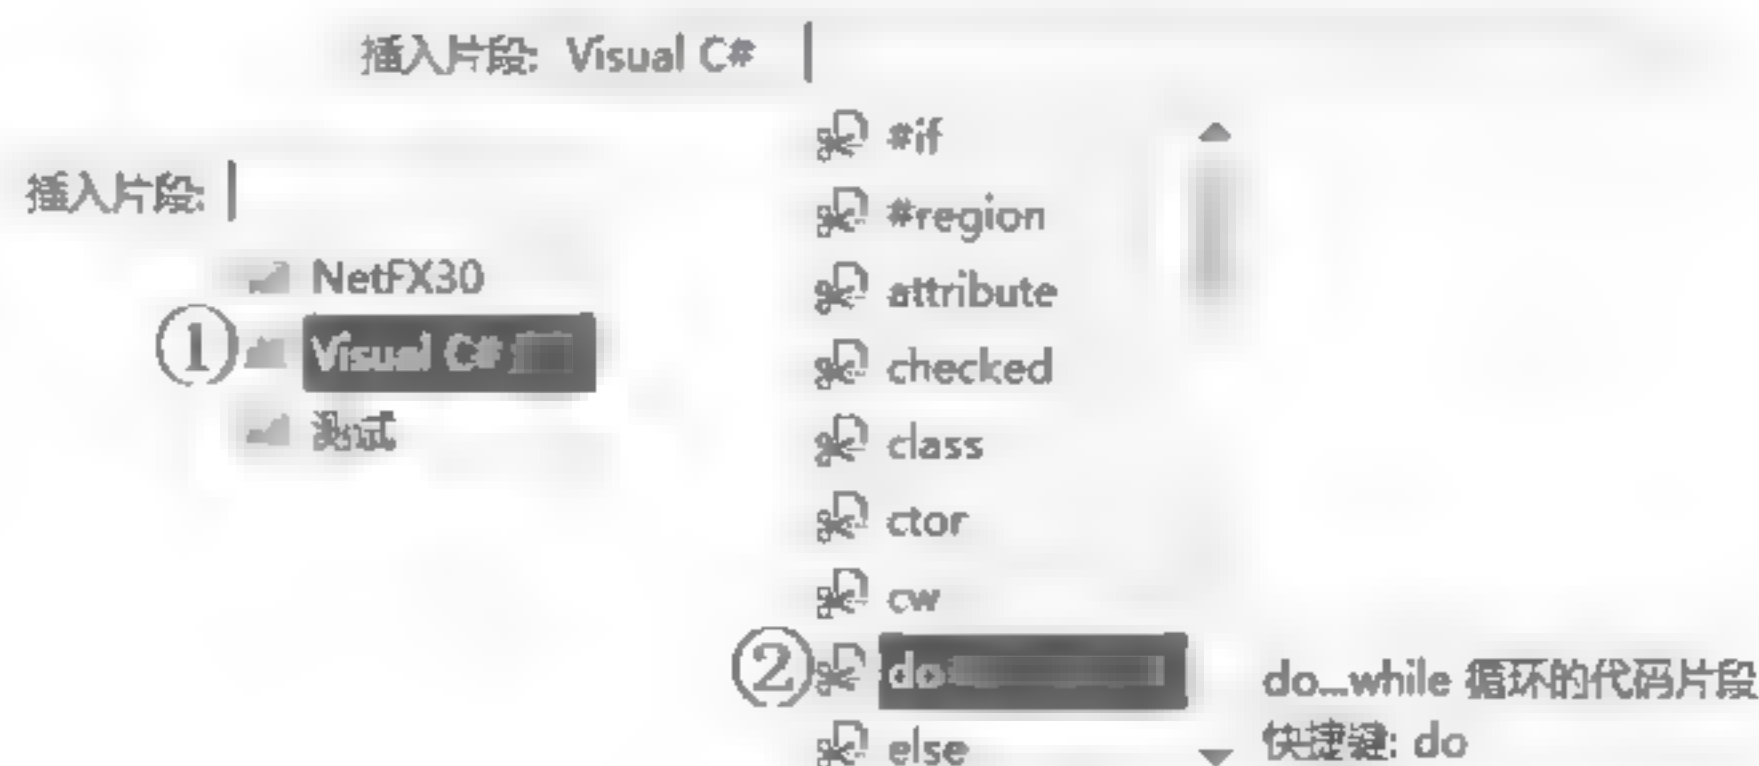 插入片段: Visual C#
#if
#region
插入片段:
NetFX30
attribute
① Visual C#
checked
测试
class
ctor
cw
② do
do...while 循环的代码片段
else
快捷键: do